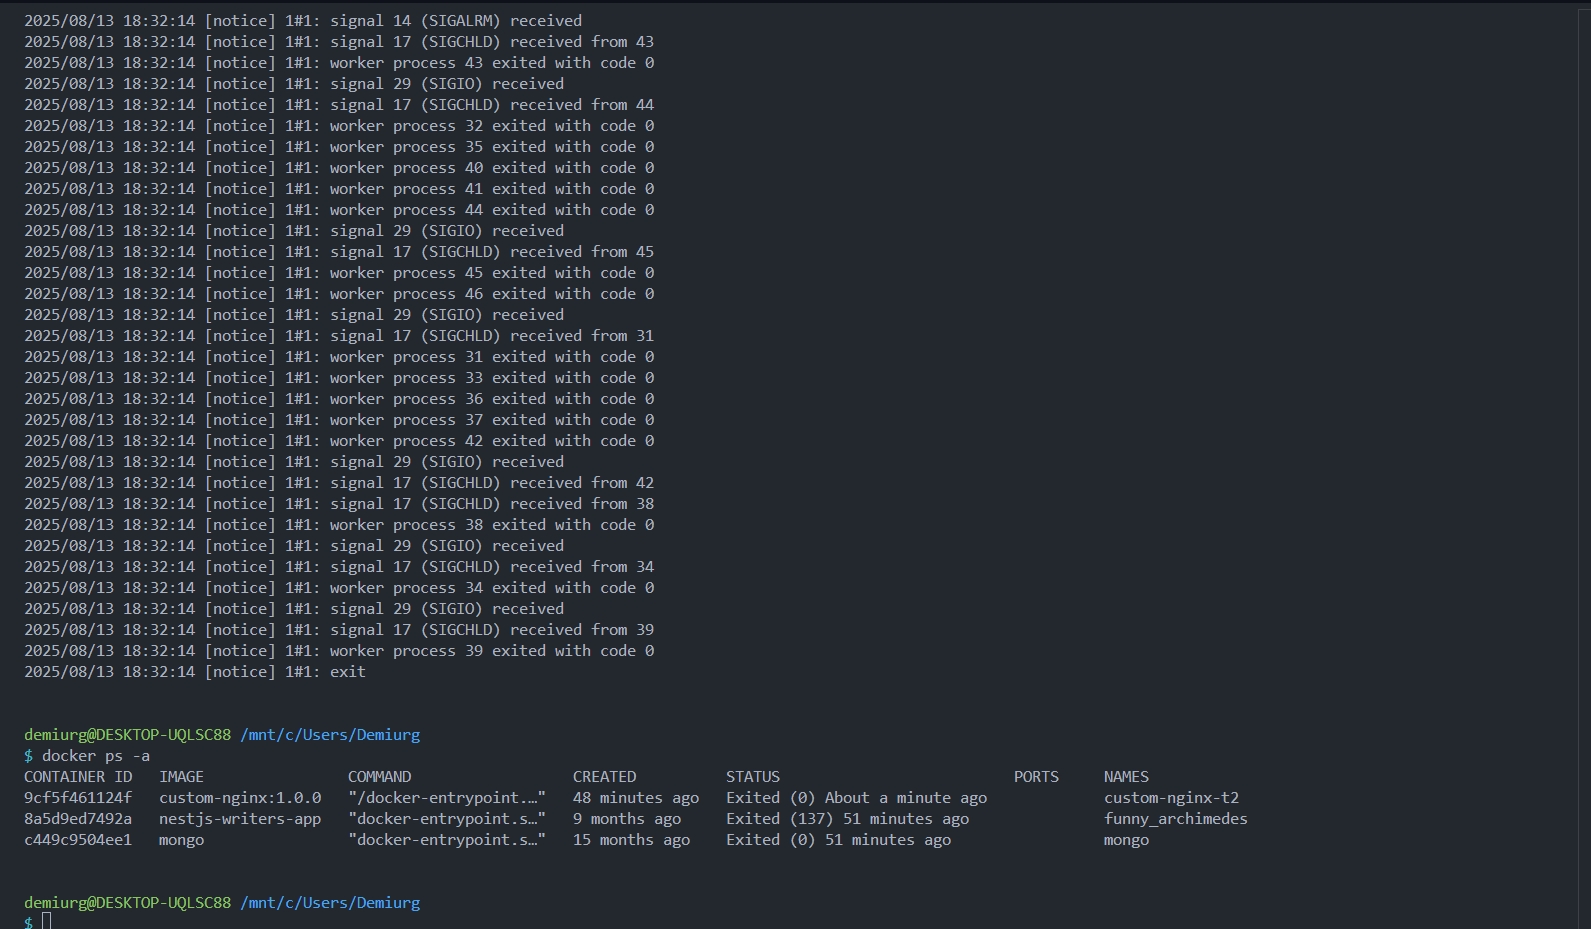 2025/08/13 18:32:14 [notice] 1#1: signal 14 (SIGALRM) received
2025/08/13 18:32:14 [notice] 1#1: signal 17 (SIGCHLD) received from 43
2025/08/13 18:32:14 [notice] 1#1: worker process 43 exited with code 0
2025/08/13 18:32:14 [notice] 1#1: signal 29 (SIGIO) received
2025/08/13 18:32:14 [notice] 1#1: signal 17 (SIGCHLD) received from 44
2025/08/13 18:32:14 [notice] 1#1: worker process 32 exited with code 0
2025/08/13 18:32:14 [notice] 1#1: worker process 35 exited with code 0
2025/08/13 18:32:14 [notice] 1#1: worker process 40 exited with code 0
2025/08/13 18:32:14 [notice] 1#1: worker process 41 exited with code 0
2025/08/13 18:32:14 [notice] 1#1: worker process 44 exited with code 0
2025/08/13 18:32:14 [notice] 1#1: signal 29 (SIGIO) received
2025/08/13 18:32:14 [notice] 1#1: signal 17 (SIGCHLD) received from 45
2025/08/13 18:32:14 [notice] 1#1: worker process 45 exited with code 0
2025/08/13 18:32:14 [notice] 1#1: worker process 46 exited with code 0
2025/08/13 18:32:14 [notice] 1#1: signal 29 (SIGIO) received
2025/08/13 18:32:14 [notice] 1#1: signal 17 (SIGCHLD) received from 31
2025/08/13 18:32:14 [notice] 1#1: worker process 31 exited with code 0
2025/08/13 18:32:14 [notice] 1#1: worker process 33 exited with code 0
2025/08/13 18:32:14 [notice] 1#1: worker process 36 exited with code 0
2025/08/13 18:32:14 [notice] 1#1: worker process 37 exited with code 0
2025/08/13 18:32:14 [notice] 1#1: worker process 42 exited with code 0
2025/08/13 18:32:14 [notice] 1#1: signal 29 (SIGIO) received
2025/08/13 18:32:14 [notice] 1#1: signal 17 (SIGCHLD) received from 42
2025/08/13 18:32:14 [notice] 1#1: signal 17 (SIGCHLD) received from 38
2025/08/13 18:32:14 [notice] 1#1: worker process 38 exited with code 0
2025/08/13 18:32:14 [notice] 1#1: signal 29 (SIGIO) received
2025/08/13 18:32:14 [notice] 1#1: signal 17 (SIGCHLD) received from 34
2025/08/13 18:32:14 [notice] 1#1: worker process 34 exited with code 0
2025/08/13 18:32:14 [notice] 1#1: signal 29 (SIGIO) received
2025/08/13 18:32:14 [notice] 1#1: signal 17 (SIGCHLD) received from 39
2025/08/13 18:32:14 [notice] 1#1: worker process 39 exited with code 0
2025/08/13 18:32:14 [notice] 1#1: exit
demiurg@DESKTOP-UQLSC88 /mnt/c/Users/Demiurg
$ docker ps -a
CONTAINER ID   IMAGE                COMMAND                  CREATED          STATUS                          PORTS     NAMES
9cf5f461124f   custom-nginx:1.0.0   "/docker-entrypoint.…"   48 minutes ago   Exited (0) About a minute ago             custom-nginx-t2
8a5d9ed7492a   nestjs-writers-app   "docker-entrypoint.s…"   9 months ago     Exited (137) 51 minutes ago               funny_archimedes
c449c9504ee1   mongo                "docker-entrypoint.s…"   15 months ago    Exited (0) 51 minutes ago                 mongo
demiurg@DESKTOP-UQLSC88 /mnt/c/Users/Demiurg
$